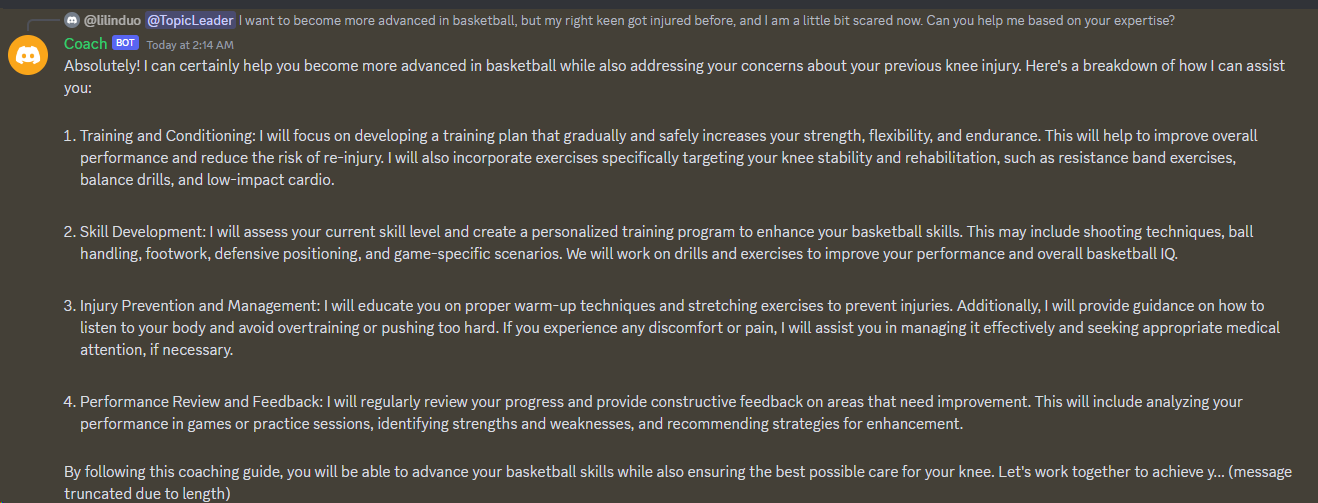 @lilinduo @TopicLeader I want to become more advanced in basketball, but my right keen got injured before, and I am a little bit scared now. Can you help me based on your expertise?
Coach BOT Today at 2:14 AM
Absolutely! I can certainly help you become more advanced in basketball while also addressing your concerns about your previous knee injury. Here's a breakdown of how I can assist
you:
1. Training and Conditioning: I will focus on developing a training plan that gradually and safely increases your strength, flexibility, and endurance. This will help to improve overall
performance and reduce the risk of re-injury. I will also incorporate exercises specifically targeting your knee stability and rehabilitation, such as resistance band exercises,
balance drills, and low-impact cardio.
2. Skill Development: I will assess your current skill level and create a personalized training program to enhance your basketball skills. This may include shooting techniques, ball
handling, footwork, defensive positioning, and game-specific scenarios. We will work on drills and exercises to improve your performance and overall basketball IQ.
3. Injury Prevention and Management: I will educate you on proper warm-up techniques and stretching exercises to prevent injuries. Additionally, I will provide guidance on how to
listen to your body and avoid overtraining or pushing too hard. If you experience any discomfort or pain, I will assist you in managing it effectively and seeking appropriate medical
attention, if necessary.
4. Performance Review and Feedback: I will regularly review your progress and provide constructive feedback on areas that need improvement. This will include analyzing your
performance in games or practice sessions, identifying strengths and weaknesses, and recommending strategies for enhancement.
By following this coaching guide, you will be able to advance your basketball skills while also ensuring the best possible care for your knee. Let's work together to achieve y... (message
truncated due to length)